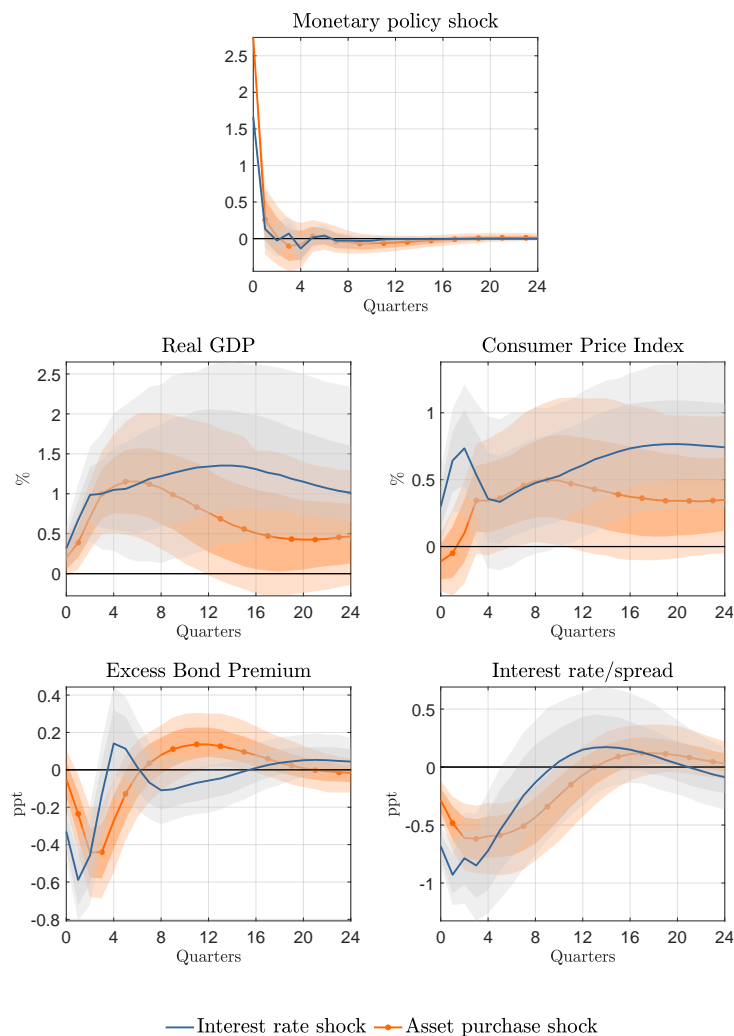 Monetary policy shock
2.5
2
1.5
1
0.5
0
0 4 8 12 16 20 24
Quarters
Real GDP
2.5
2
1.5
1
0.5
0
%
0 4 8 12 16 20 24
Quarters
Consumer Price Index
1
0.5
0
%
0 4 8 12 16 20 24
Quarters
Excess Bond Premium
0.4
0.2
0
-0.2
-0.4
-0.6
-0.8
ppt
0 4 8 12 16 20 24
Quarters
Interest rate/spread
0.5
0
-0.5
-1
ppt
0 4 8 12 16 20 24
Quarters
Interest rate shock Asset purchase shock